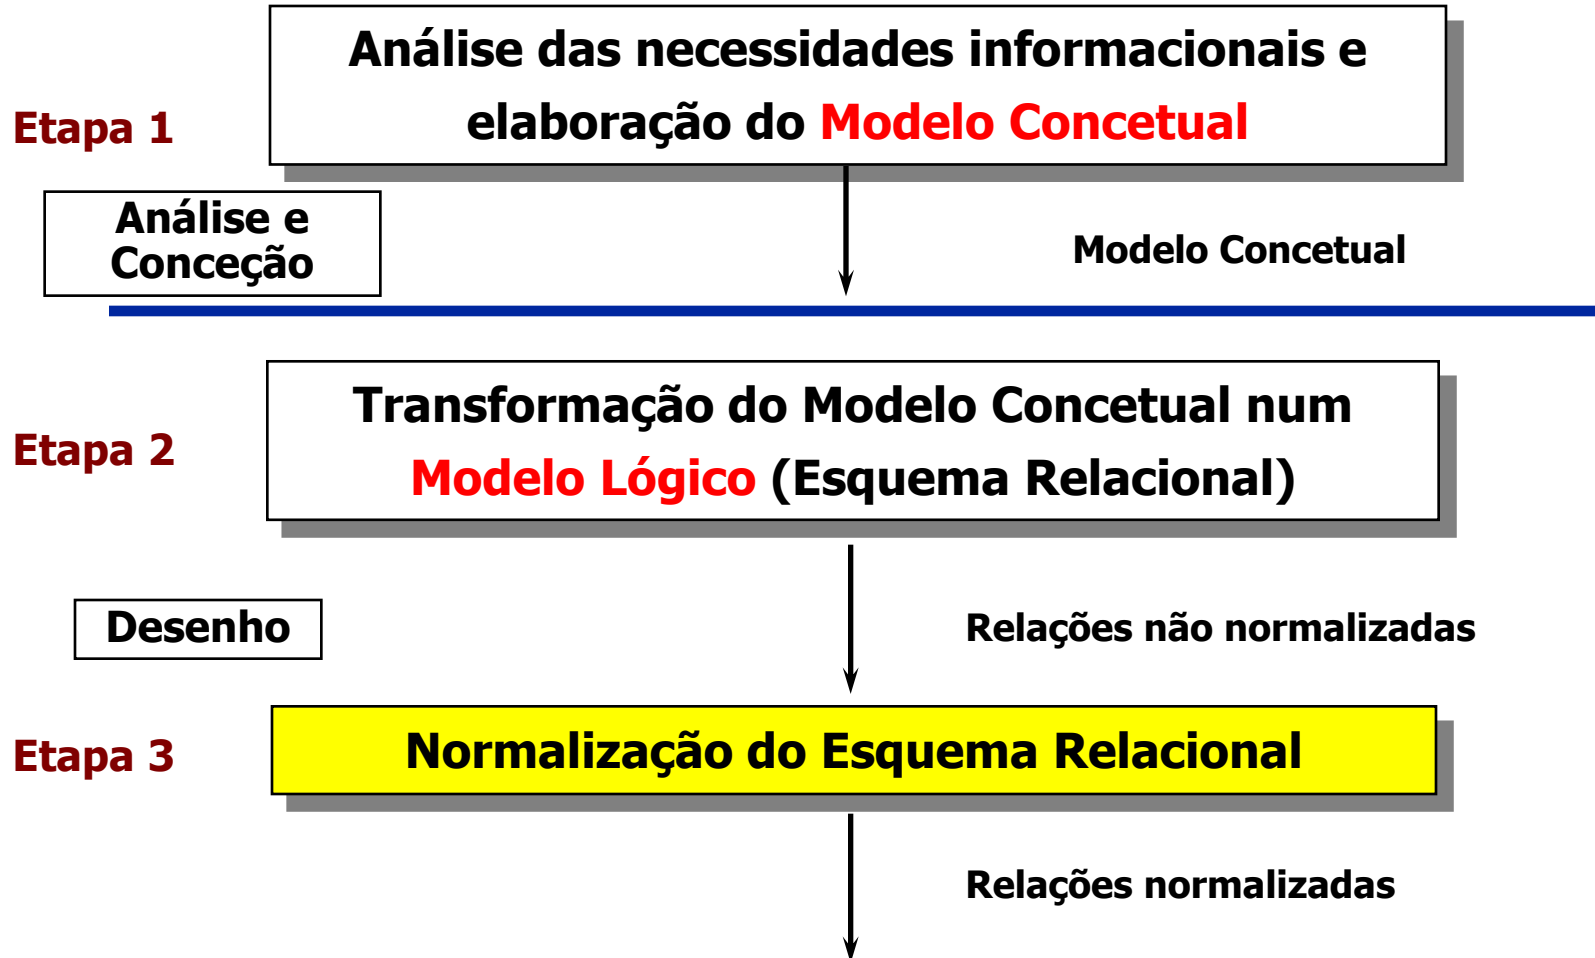 Análise das necessidades informacionais e
elaboração do Modelo Concetual
Etapa 1
Análise e
Conceção
Modelo Concetual
Transformação do Modelo Concetual num
Modelo Lógico (Esquema Relacional)
Etapa 2
Desenho
Relações não normalizadas
Etapa 3
Normalização do Esquema Relacional
Relações normalizadas